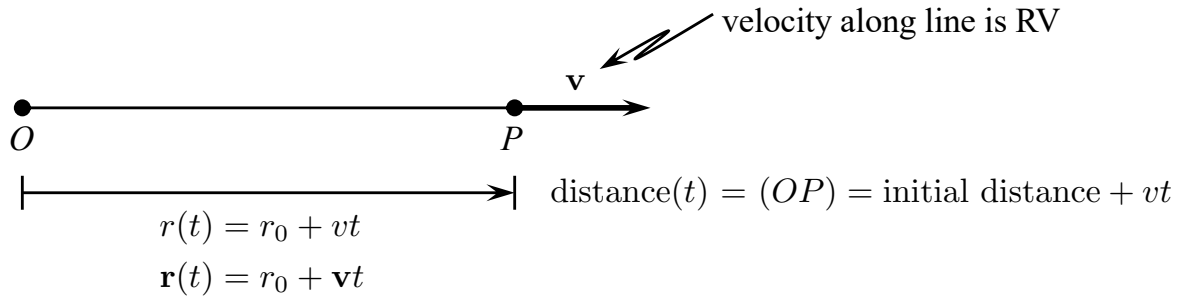 velocity along line is RV
v
O
P
distance(t) = (OP) = initial distance + vt
r(t) = r₀ + vt
r(t) = r₀ + vt